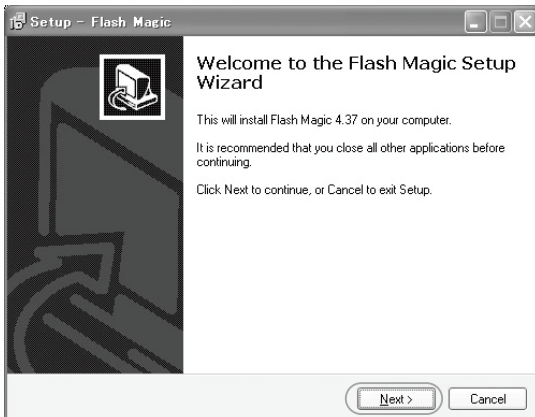 Setup - Flash Magic
Welcome to the Flash Magic Setup
Wizard
This will install Flash Magic 4.37 on your computer.
It is recommended that you close all other applications before
continuing.
Click Next to continue, or Cancel to exit Setup.
Next >
Cancel